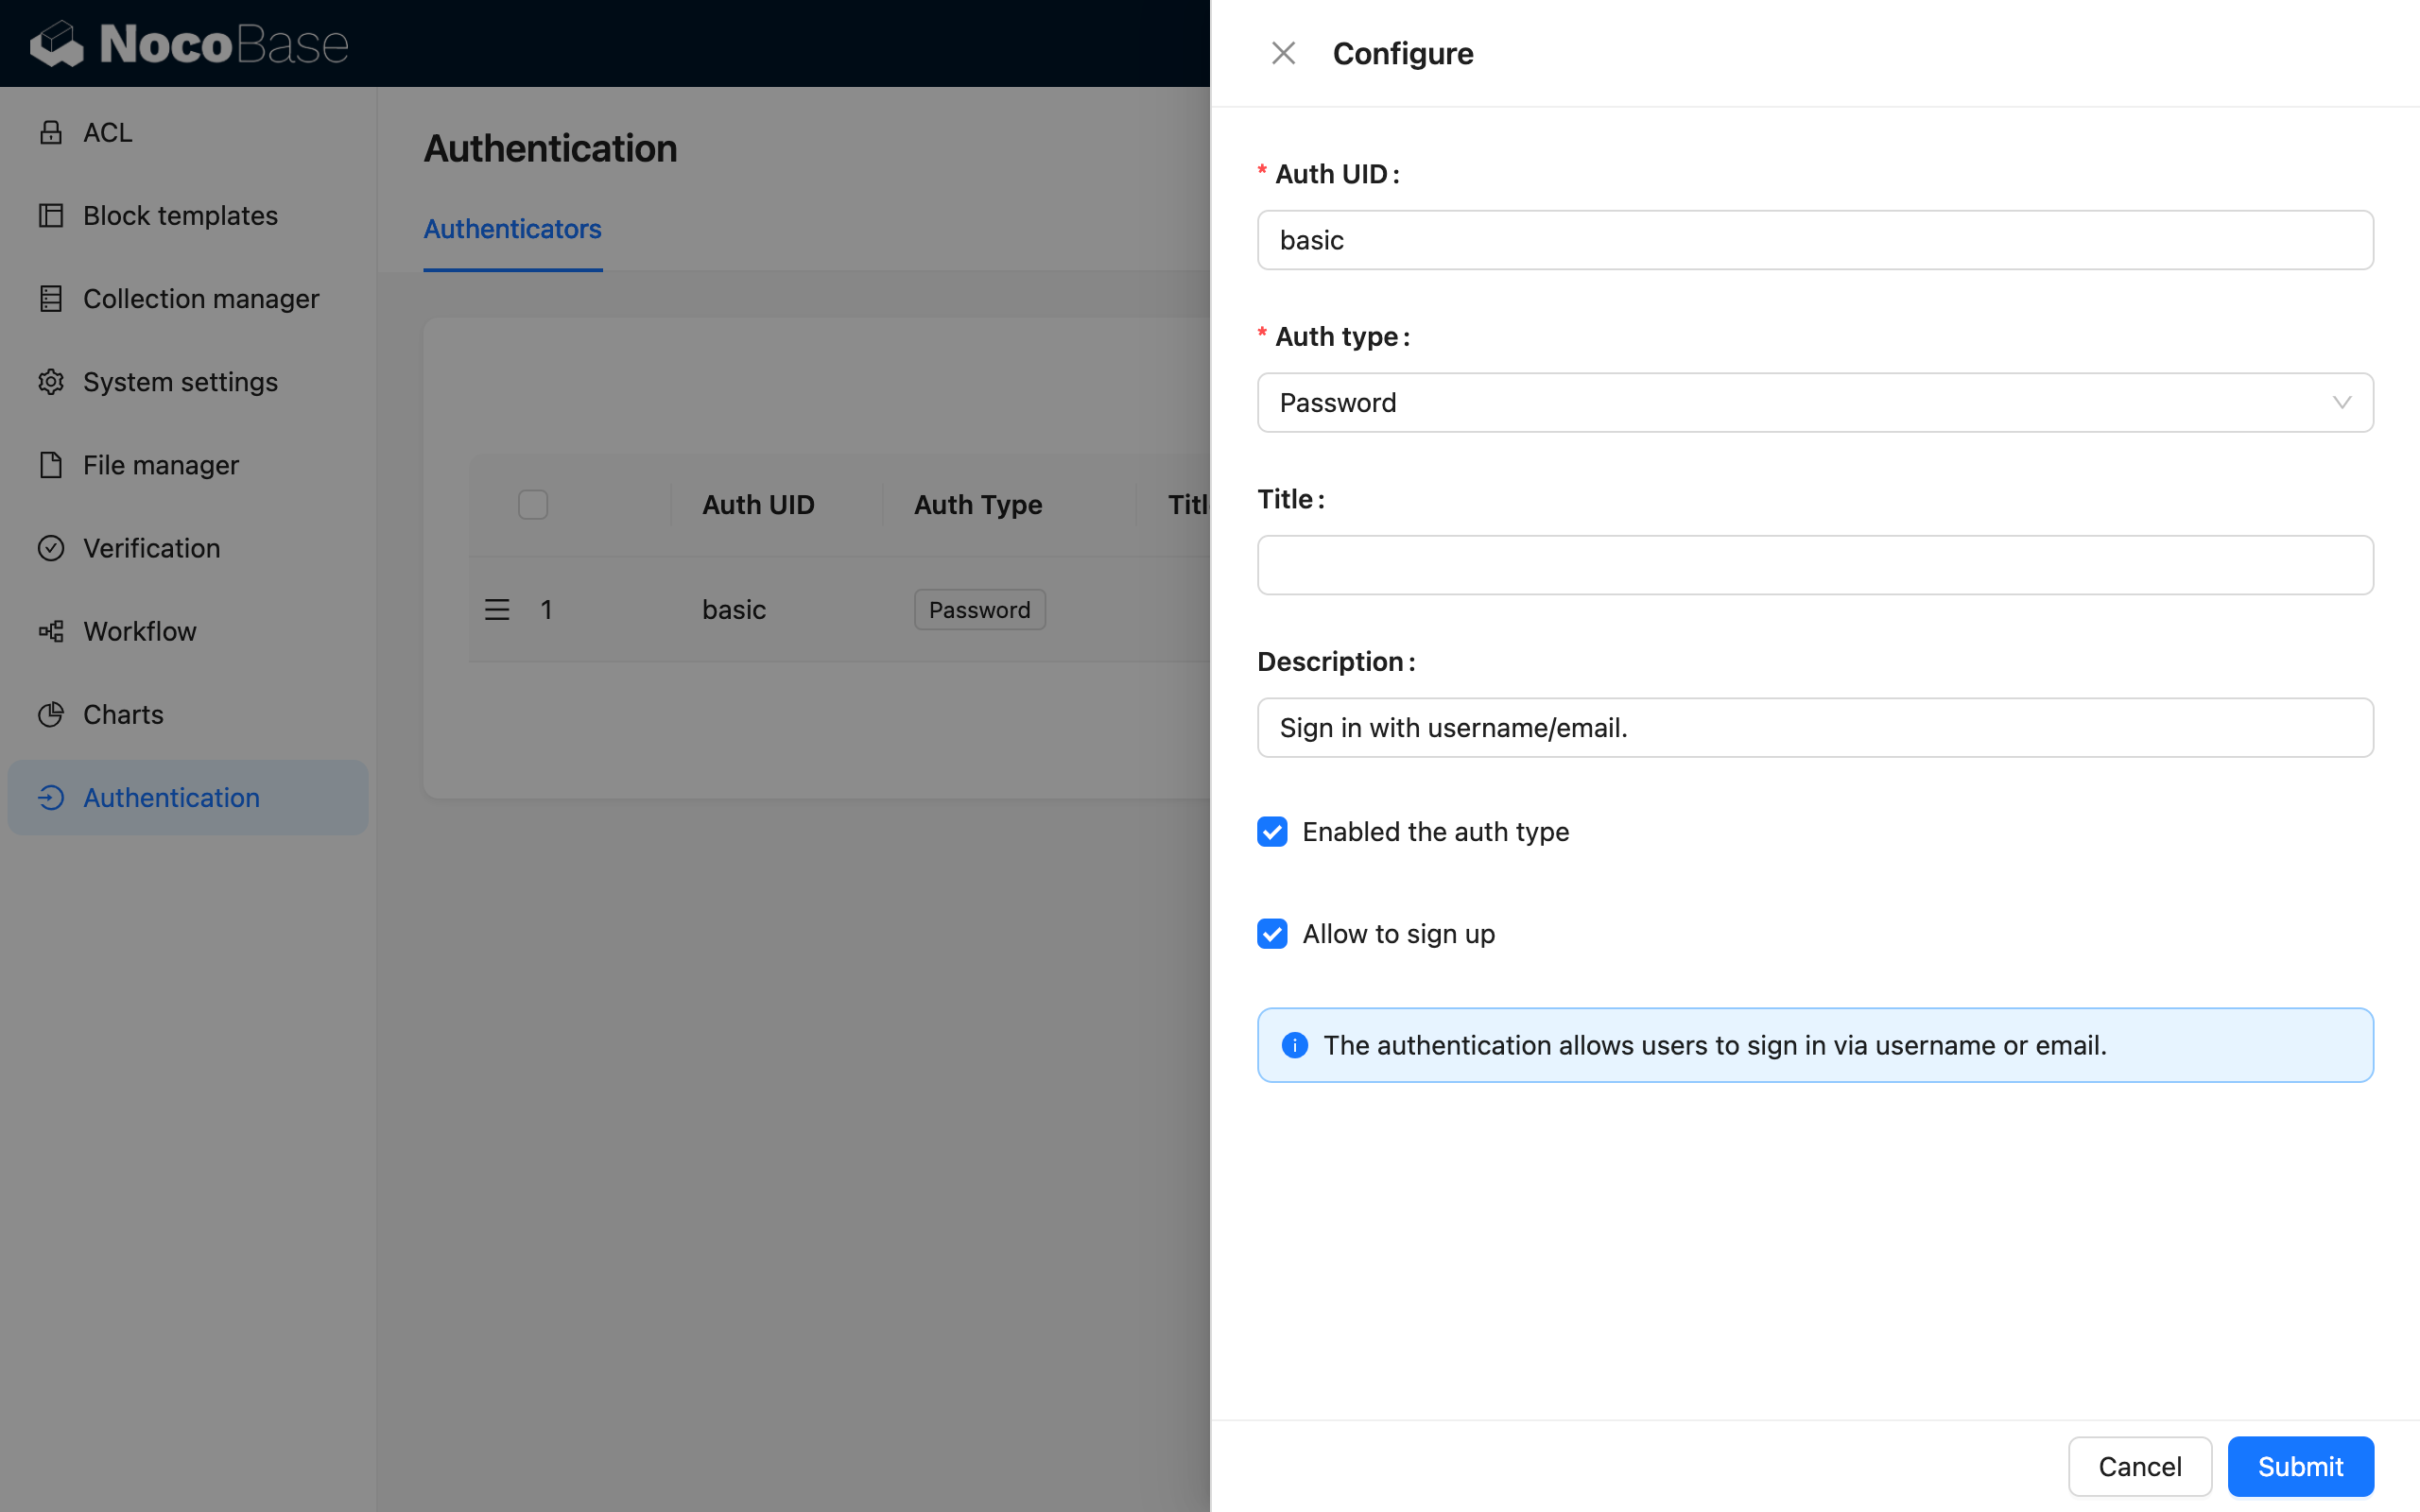 NocoBase
ACL
Block templates
Collection manager
System settings
File manager
Verification
Workflow
Charts
Authentication
Authentication
Authenticators
Auth UID
Auth Type
Titl
1
basic
Password
Configure
* Auth UID :
basic
* Auth type :
Password
Title :
Description :
Sign in with username/email.
Enabled the auth type
Allow to sign up
The authentication allows users to sign in via username or email.
Cancel
Submit